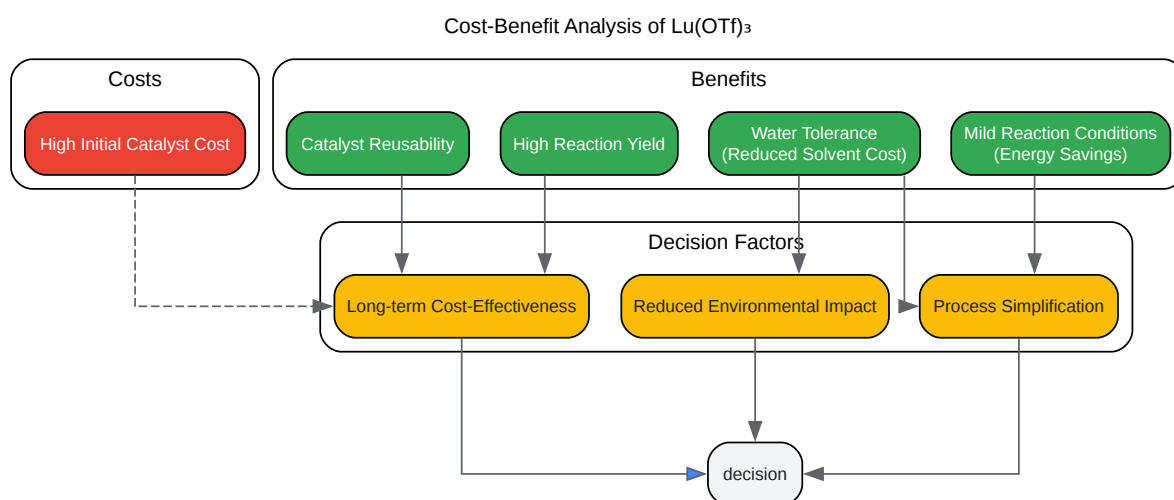 Cost-Benefit Analysis of Lu(OTf)₃
Costs
Benefits
High Initial Catalyst Cost
Catalyst Reusability
High Reaction Yield
Water Tolerance
(Reduced Solvent Cost)
Mild Reaction Conditions
(Energy Savings)
Decision Factors
Long-term Cost-Effectiveness
Reduced Environmental Impact
Process Simplification
decision